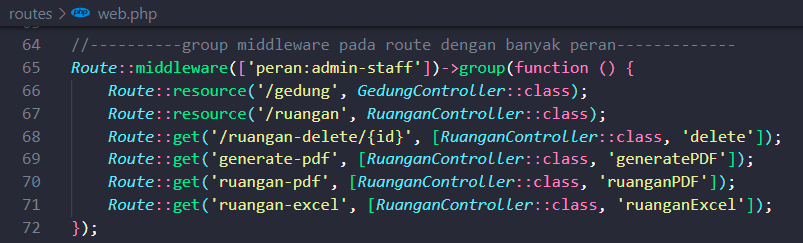 routes > php web.php
64 //----------group middleware pada route dengan banyak peran-------------
65 Route::middleware(['peran:admin-staff'])->group(function () {
66 Route::resource('/gedung', GedungController::class);
67 Route::resource('/ruangan', RuanganController::class);
68 Route::get('/ruangan-delete/{id}', [RuanganController::class, 'delete']);
69 Route::get('generate-pdf', [RuanganController::class, 'generatePDF']);
70 Route::get('ruangan-pdf', [RuanganController::class, 'ruanganPDF']);
71 Route::get('ruangan-excel', [RuanganController::class, 'ruanganExcel']);
72 });